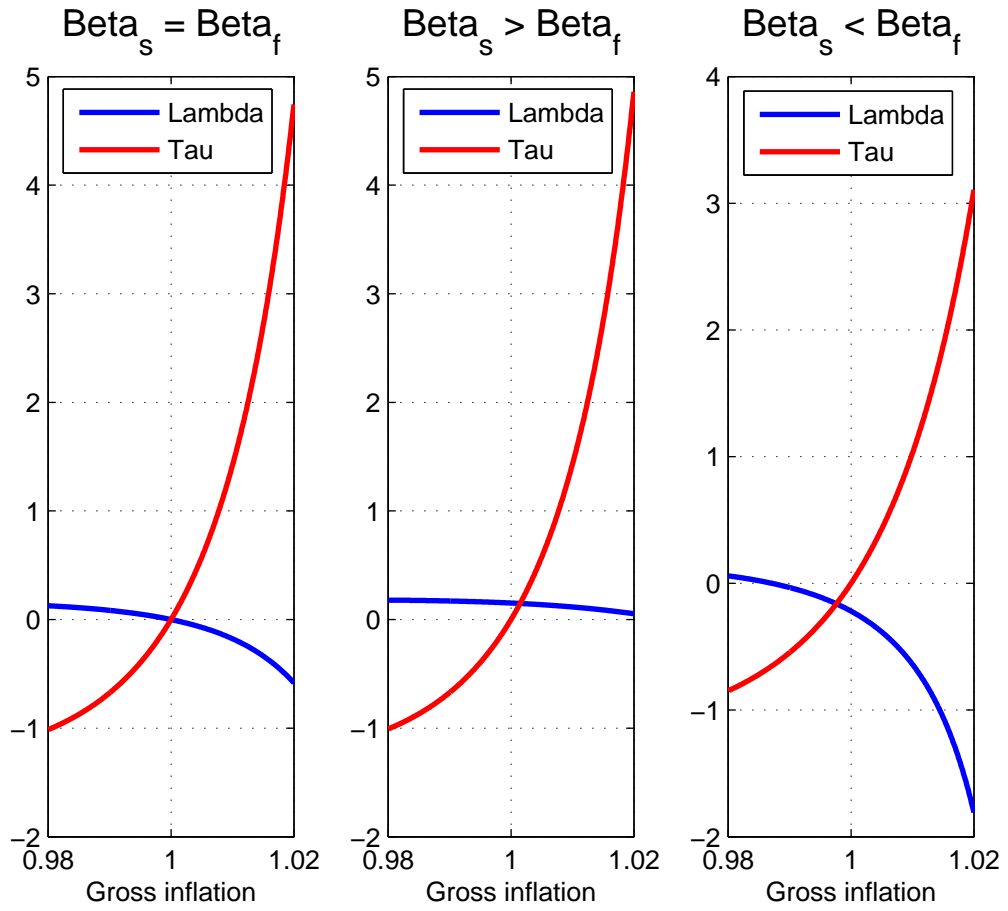 Beta_s = Beta_f
5
4
3
2
1
0
−1
−2
0.98 1 1.02
Gross inflation
Lambda
Tau
Beta_s > Beta_f
5
4
3
2
1
0
−1
−2
0.98 1 1.02
Gross inflation
Lambda
Tau
Beta_s < Beta_f
4
3
2
1
0
−1
−2
0.98 1 1.02
Gross inflation
Lambda
Tau